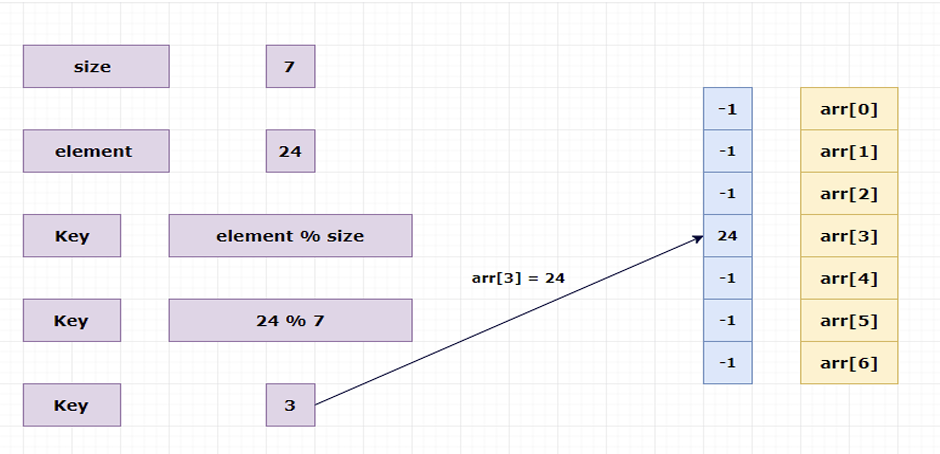 size 7
-1 arr[0]
element 24
-1 arr[1]
-1 arr[2]
Key element % size
24 arr[3]
arr[3] = 24
-1 arr[4]
Key 24 % 7
-1 arr[5]
-1 arr[6]
Key 3